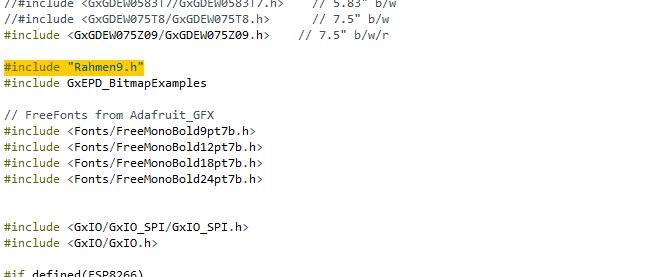 //#include <GxGDEW0583T7/GxGDEW0583T7.h>    // 5.83" b/w
//#include <GxGDEW075T8/GxGDEW075T8.h>      // 7.5" b/w
#include <GxGDEW075Z09/GxGDEW075Z09.h>    // 7.5" b/w/r
#include "Rahmen9.h"
#include GxEPD_BitmapExamples
// FreeFonts from Adafruit_GFX
#include <Fonts/FreeMonoBold9pt7b.h>
#include <Fonts/FreeMonoBold12pt7b.h>
#include <Fonts/FreeMonoBold18pt7b.h>
#include <Fonts/FreeMonoBold24pt7b.h>
#include <GxIO/GxIO_SPI/GxIO_SPI.h>
#include <GxIO/GxIO.h>
#if defined(ESP8266)